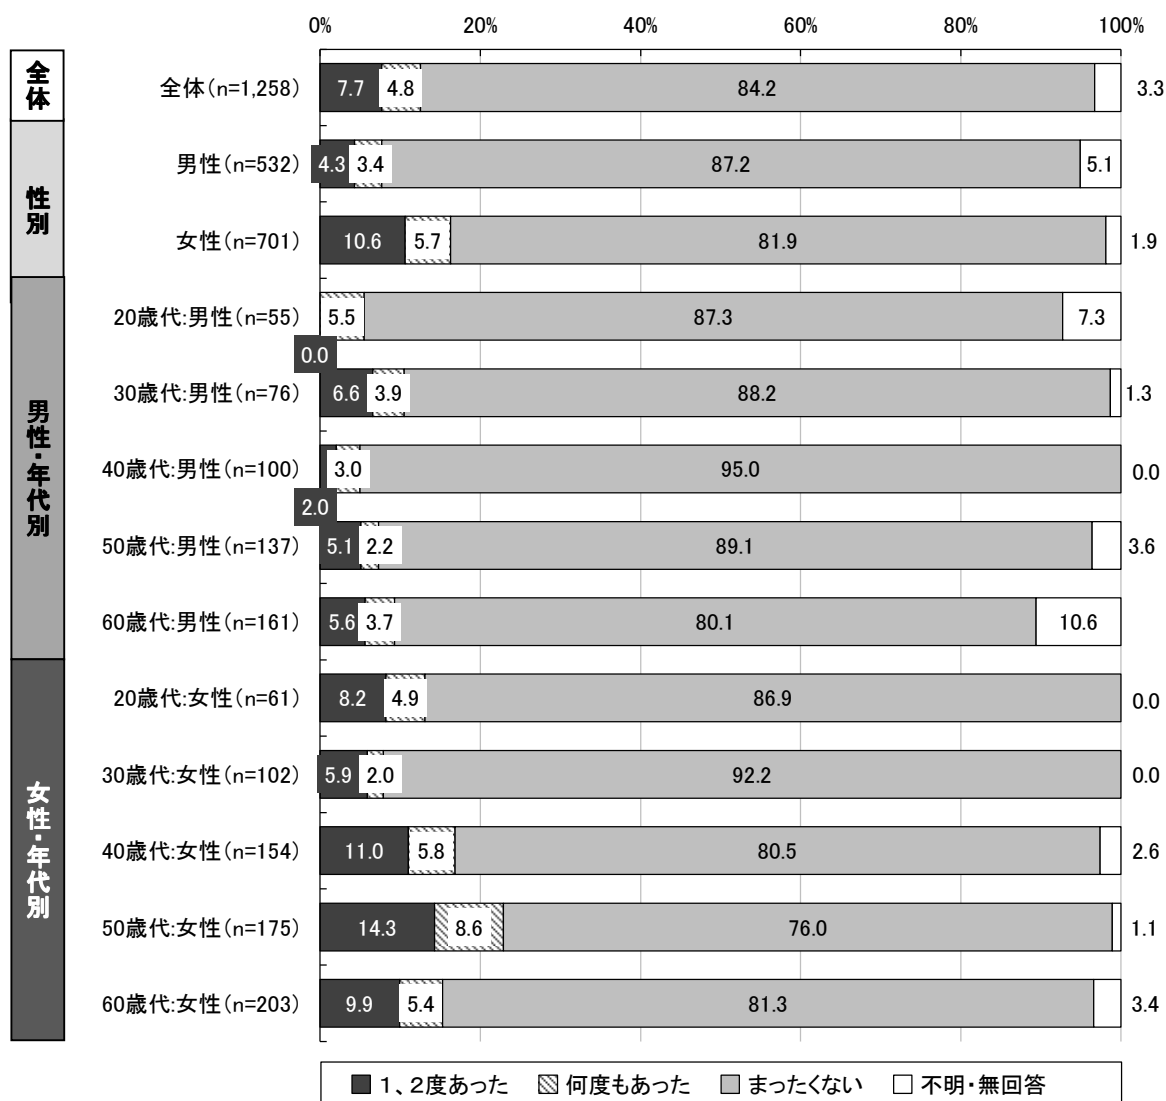 0% 20% 40% 60% 80% 100%
全体
全体(n=1,258) 7.7 4.8 84.2 3.3
性別
男性(n=532) 4.3 3.4 87.2 5.1
女性(n=701) 10.6 5.7 81.9 1.9
男性・年代別
20歳代:男性(n=55) 0.0 5.5 87.3 7.3
30歳代:男性(n=76) 6.6 3.9 88.2 1.3
40歳代:男性(n=100) 2.0 3.0 95.0 0.0
50歳代:男性(n=137) 5.1 2.2 89.1 3.6
60歳代:男性(n=161) 5.6 3.7 80.1 10.6
女性・年代別
20歳代:女性(n=61) 8.2 4.9 86.9 0.0
30歳代:女性(n=102) 5.9 2.0 92.2 0.0
40歳代:女性(n=154) 11.0 5.8 80.5 2.6
50歳代:女性(n=175) 14.3 8.6 76.0 1.1
60歳代:女性(n=203) 9.9 5.4 81.3 3.4
1、2度あった 何度もあった まったくない 不明・無回答